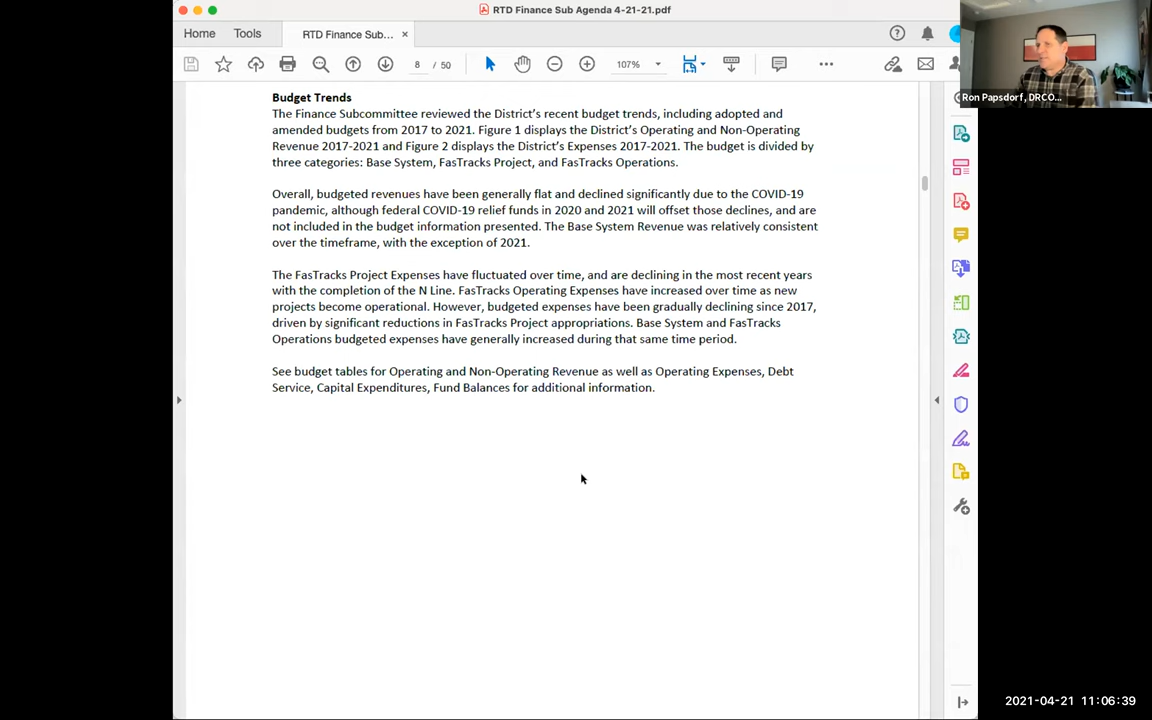 RTD Finance Sub Agenda 4-21-21.pdf
Home
Tools
RTD Finance Sub... ×
8 / 50
107%
Ron Papsdorf, DRCO...
Budget Trends
The Finance Subcommittee reviewed the District's recent budget trends, including adopted and
amended budgets from 2017 to 2021. Figure 1 displays the District's Operating and Non-Operating
Revenue 2017-2021 and Figure 2 displays the District's Expenses 2017-2021. The budget is divided by
three categories: Base System, FasTracks Project, and FasTracks Operations.
Overall, budgeted revenues have been generally flat and declined significantly due to the COVID-19
pandemic, although federal COVID-19 relief funds in 2020 and 2021 will offset those declines, and are
not included in the budget information presented. The Base System Revenue was relatively consistent
over the timeframe, with the exception of 2021.
The FasTracks Project Expenses have fluctuated over time, and are declining in the most recent years
with the completion of the N Line. FasTracks Operating Expenses have increased over time as new
projects become operational. However, budgeted expenses have been gradually declining since 2017,
driven by significant reductions in FasTracks Project appropriations. Base System and FasTracks
Operations budgeted expenses have generally increased during that same time period.
See budget tables for Operating and Non-Operating Revenue as well as Operating Expenses, Debt
Service, Capital Expenditures, Fund Balances for additional information.
2021-04-21 11:06:39